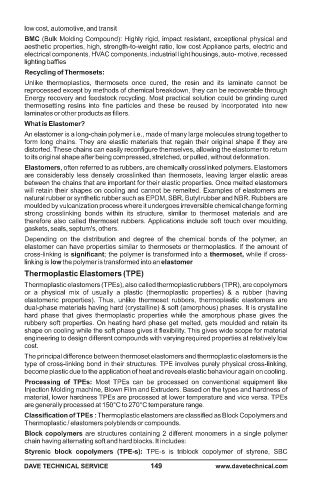 low cost, automotive, and transit
BMC (Bulk Molding Compound): Highly rigid, impact resistant, exceptional physical and
aesthetic properties, high, strength-to-weight ratio, low cost Appliance parts, electric and
electrical components, HVAC components, industrial light housings, auto- motive, recessed
lighting baffles
Recycling of Thermosets:
Unlike thermoplastics, thermosets once cured, the resin and its laminate cannot be
reprocessed except by methods of chemical breakdown, they can be recoverable through
Energy recovery and feedstock recycling. Most practical solution could be grinding cured
thermosetting resins into fine particles and these be reused by incorporated into new
laminates or other products as fillers.
What is Elastomer?
An elastomer is a long-chain polymer i.e., made of many large molecules strung together to
form long chains. They are elastic materials that regain their original shape if they are
distorted. These chains can easily reconfigure themselves, allowing the elastomer to return
to its original shape after being compressed, stretched, or pulled, without deformation.
Elastomers, often referred to as rubbers, are chemically crosslinked polymers. Elastomers
are considerably less densely crosslinked than thermosets, leaving larger elastic areas
between the chains that are important for their elastic properties. Once melted elastomers
will retain their shapes on cooling and cannot be remelted. Examples of elastomers are
natural rubber or synthetic rubber such as EPDM, SBR, Butyl rubber and NBR. Rubbers are
moulded by vulcanization process where it undergoes irreversible chemical change forming
strong crosslinking bonds within its structure, similar to thermoset materials and are
therefore also called thermoset rubbers. Applications include soft touch over moulding,
gaskets, seals, septum's, others.
Depending on the distribution and degree of the chemical bonds of the polymer, an
elastomer can have properties similar to thermosets or thermoplastics. If the amount of
cross-linking is significant; the polymer is transformed into a thermoset, while if cross-
linking is low the polymer is transformed into an elastomer
Thermoplastic Elastomers (TPE)
Thermoplastic elastomers (TPEs), also called thermoplastic rubbers (TPR), are copolymers
or a physical mix of usually a plastic (thermoplastic properties) & a rubber (having
elastomeric properties). Thus, unlike thermoset rubbers, thermoplastic elastomers are
dual-phase materials having hard (crystalline) & soft (amorphous) phases. It is crystalline
hard phase that gives thermoplastic properties while the amorphous phase gives the
rubbery soft properties. On heating hard phase get melted, gets moulded and retain its
shape on cooling while the soft phase gives it flexibility. This gives wide scope for material
engineering to design different compounds with varying required properties at relatively low
cost.
The principal difference between thermoset elastomers and thermoplastic elastomers is the
type of cross-linking bond in their structures. TPE involves purely physical cross-linking,
become plastic due to the application of heat and reveals elastic behaviour again on cooling.
Processing of TPEs: Most TPEs can be processed on conventional equipment like
Injection Molding machine, Blown Film and Extruders. Based on the types and hardness of
material, lower hardness TPEs are processed at lower temperature and vice versa. TPEs
are generally processed at 150°C to 270°C temperature range.
Classification of TPEs : Thermoplastic elastomers are classified as Block Copolymers and
Thermoplastic / elastomers polyblends or compounds.
Block copolymers are structures containing 2 different monomers in a single polymer
chain having alternating soft and hard blocks. It includes:
Styrenic block copolymers (TPE-s): TPE-s is triblock copolymer of styrene, SBC
DAVE TECHNICAL SERVICE 149 www.davetechnical.com